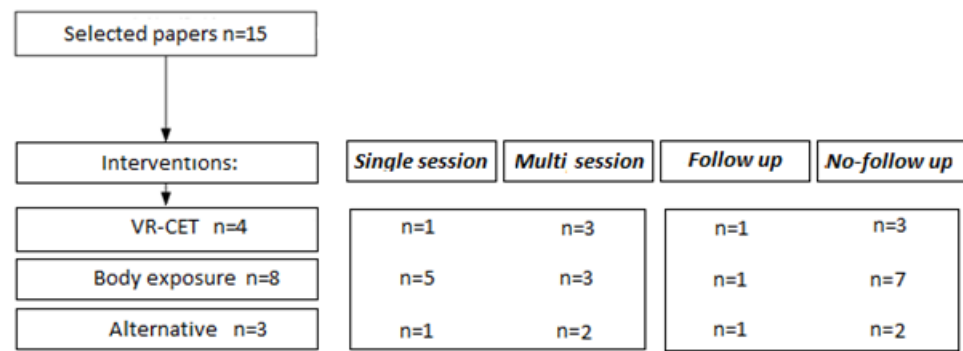 Selected papers n=15
Interventions: Single session Multi session Follow up No-follow up
VR-CET n=4 n=1 n=3 n=1 n=3
Body exposure n=8 n=5 n=3 n=1 n=7
Alternative n=3 n=1 n=2 n=1 n=2